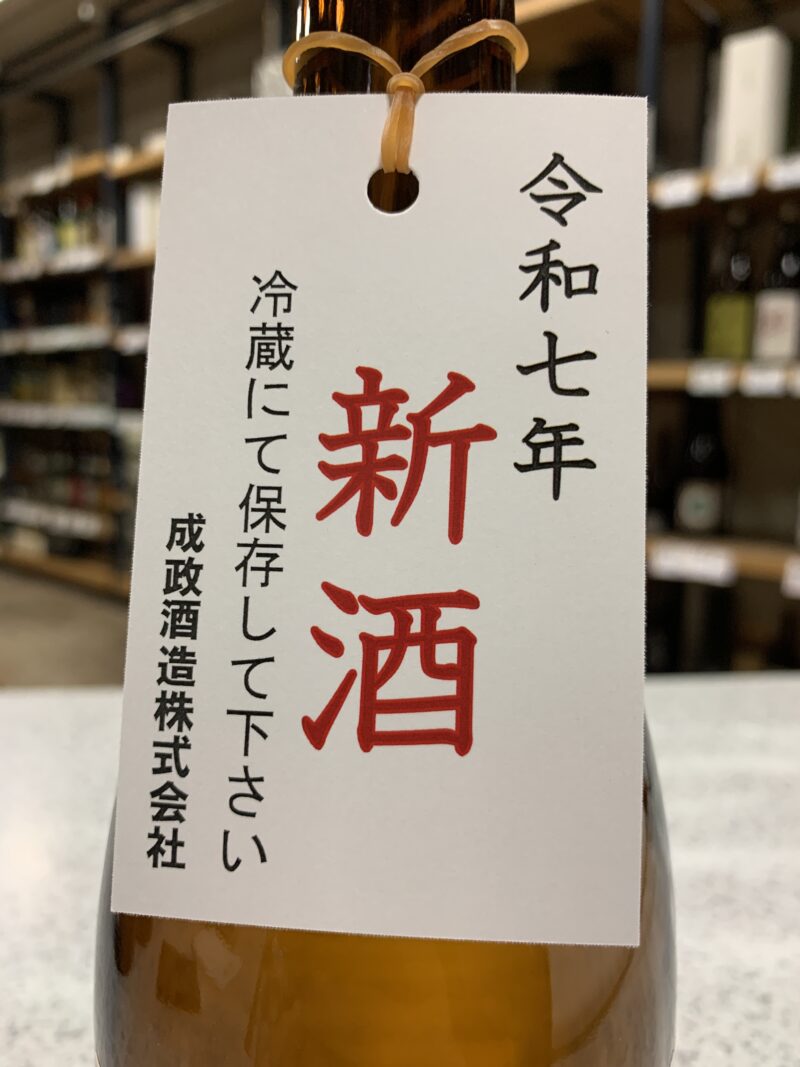 令和七年
新酒
冷蔵にて保存して下さい
成政酒造株式会社